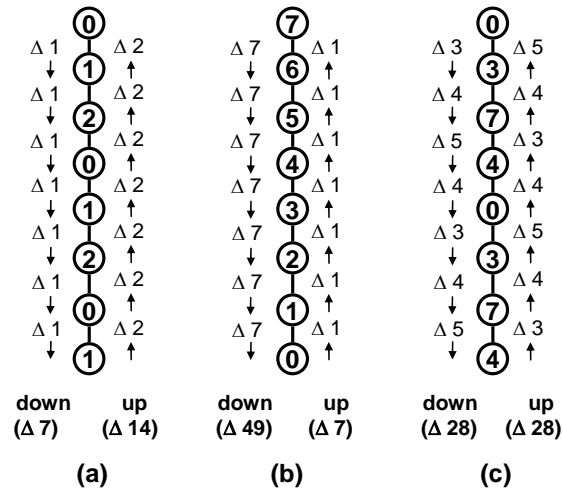 0 7 0
Δ 1 Δ 2 Δ 7 Δ 1 Δ 3 Δ 5
1 6 3
Δ 1 Δ 2 Δ 7 Δ 1 Δ 4 Δ 4
2 5 7
Δ 1 Δ 2 Δ 7 Δ 1 Δ 5 Δ 3
0 4 4
Δ 1 Δ 2 Δ 7 Δ 1 Δ 4 Δ 4
1 3 0
Δ 1 Δ 2 Δ 7 Δ 1 Δ 3 Δ 5
2 2 3
Δ 1 Δ 2 Δ 7 Δ 1 Δ 4 Δ 4
0 1 7
Δ 1 Δ 2 Δ 7 Δ 1 Δ 5 Δ 3
1 0 4
down up down up down up
(Δ 7) (Δ 14) (Δ 49) (Δ 7) (Δ 28) (Δ 28)
(a) (b) (c)